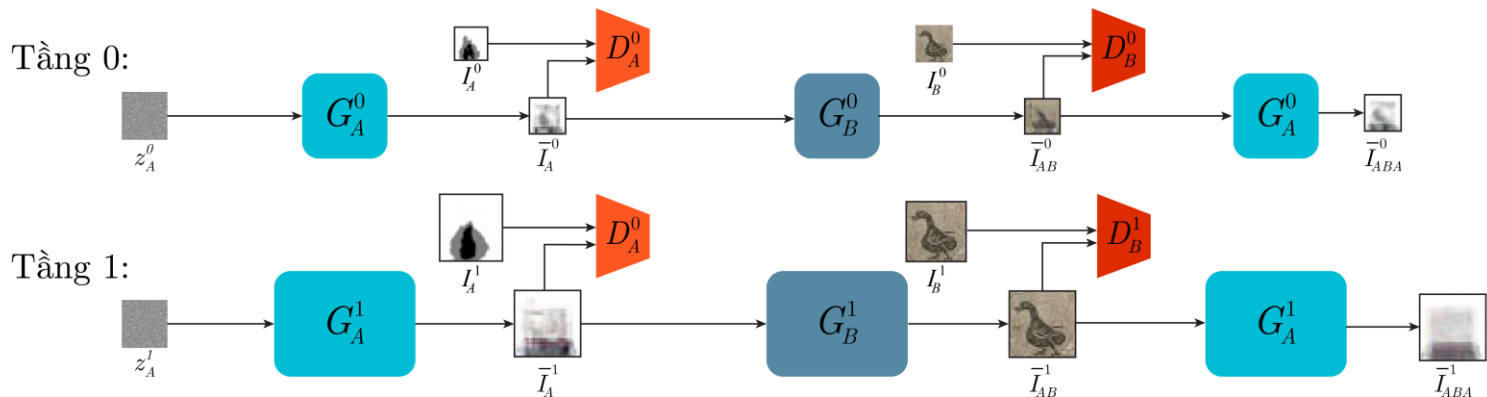 Tầng 0:
z_A^0
G_A^0
I_A^0
D_A^0
Ī_A^0
G_B^0
I_B^0
D_B^0
Ī_AB^0
G_A^0
Ī_ABA^0
Tầng 1:
z_A^1
G_A^1
I_A^1
D_A^0
Ī_A^1
G_B^1
I_B^1
D_B^1
Ī_AB^1
G_A^1
Ī_ABA^1